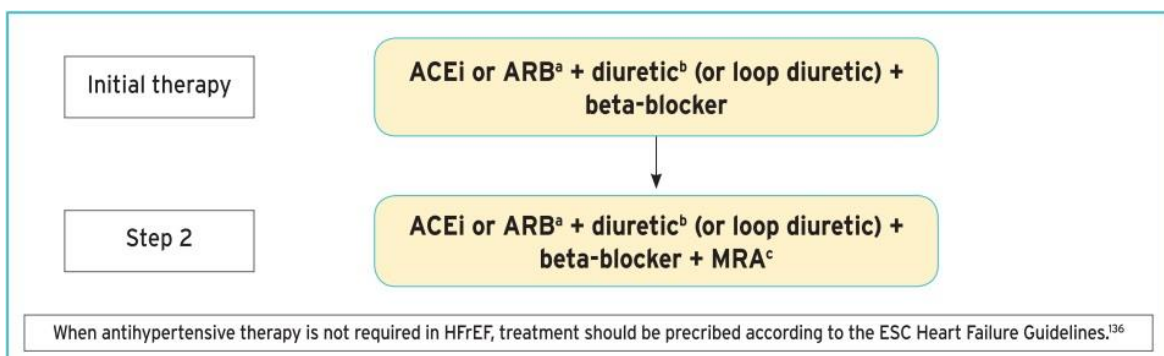 Initial therapy
ACEi or ARBᵃ + diureticᵇ (or loop diuretic) +
beta-blocker
Step 2
ACEi or ARBᵃ + diureticᵇ (or loop diuretic) +
beta-blocker + MRAᶜ
When antihypertensive therapy is not required in HFrEF, treatment should be precribed according to the ESC Heart Failure Guidelines.¹³⁶